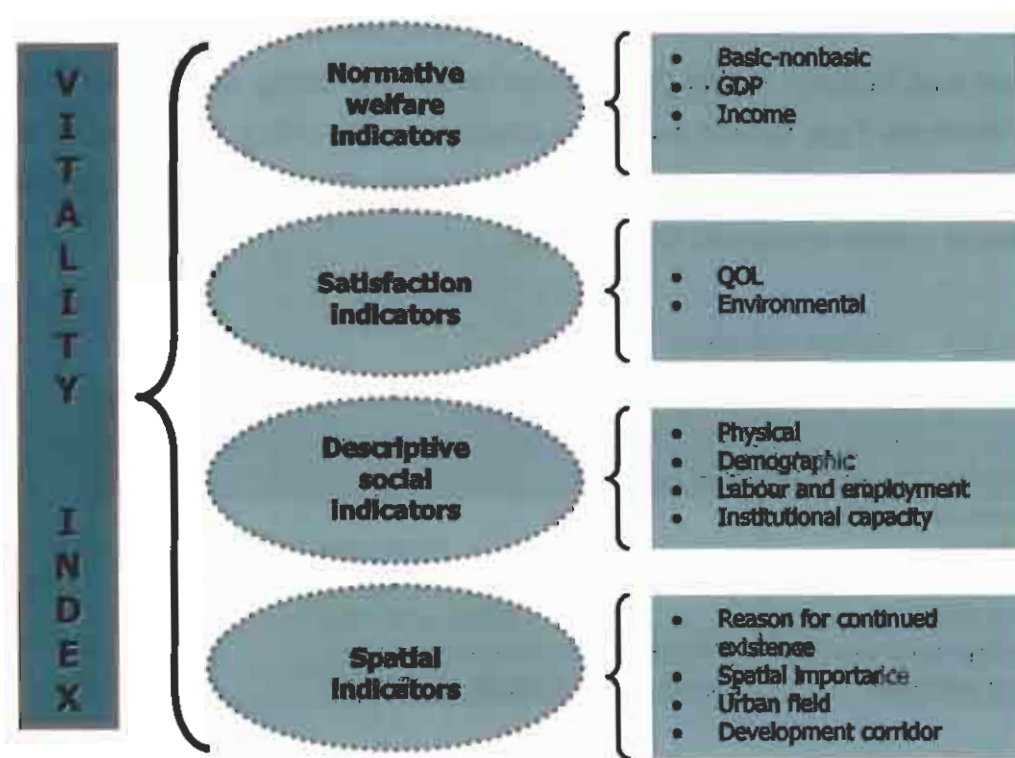 VITALITY INDEX
Normative
welfare
indicators
• Basic-nonbasic
• GDP
• Income
Satisfaction
indicators
• QOL
• Environmental
Descriptive
social
indicators
• Physical
• Demographic
• Labour and employment
• Institutional capacity
Spatial
indicators
• Reason for continued
existence
• Spatial importance
• Urban field
• Development corridor